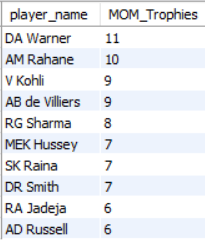 player_name MOM_Trophies
DA Warner 11
AM Rahane 10
V Kohli 9
AB de Villiers 9
RG Sharma 8
MEK Hussey 7
SK Raina 7
DR Smith 7
RA Jadeja 6
AD Russell 6